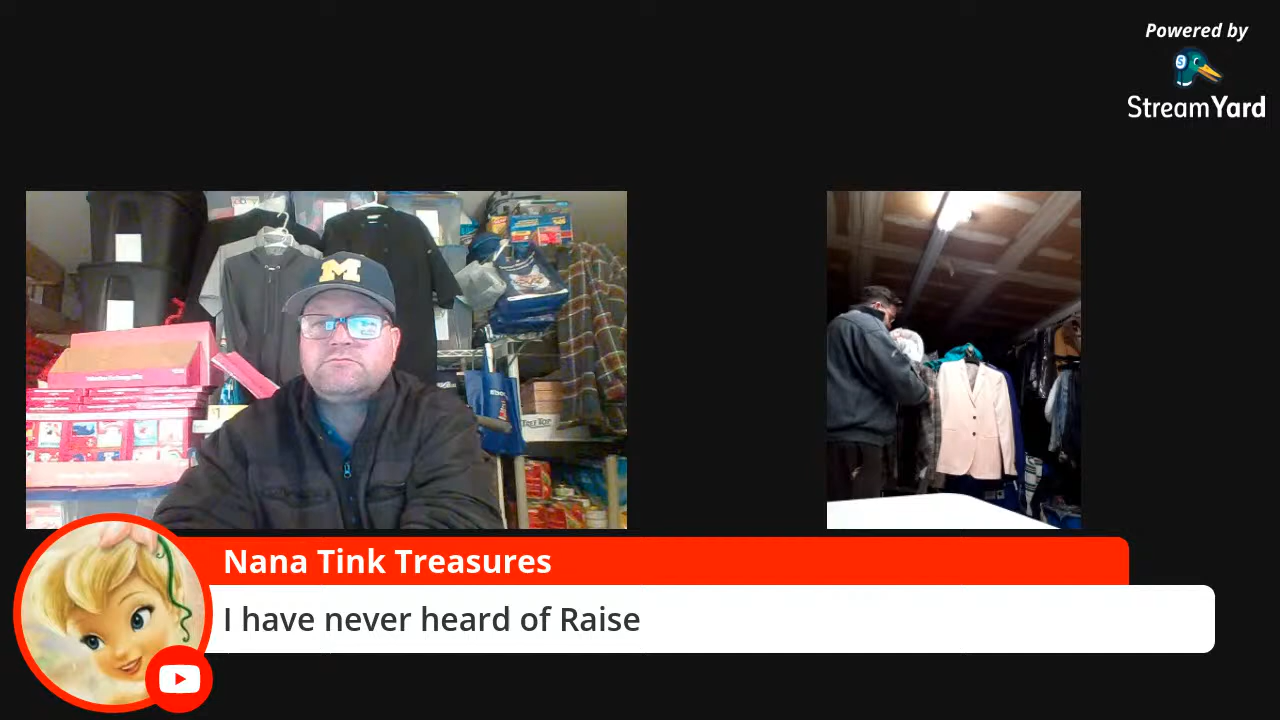 Powered by
StreamYard
M
Nana Tink Treasures
I have never heard of Raise